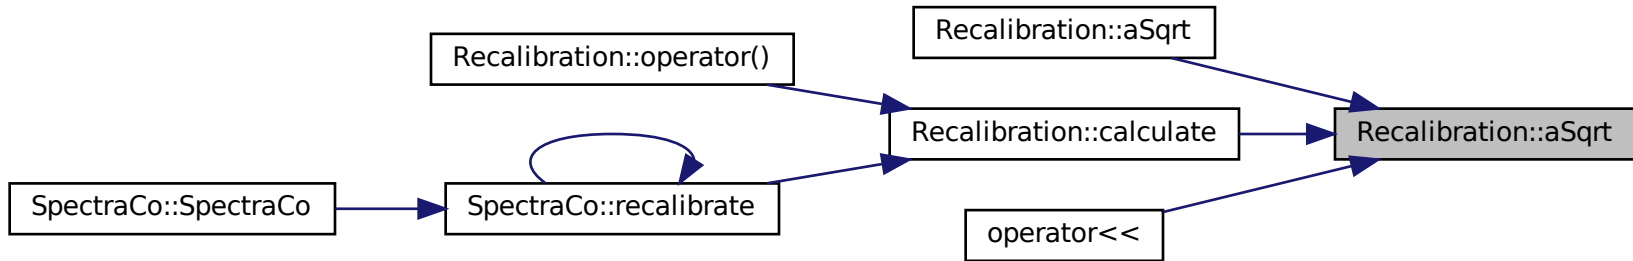 Recalibration::aSqrt
Recalibration::operator()
Recalibration::calculate
Recalibration::aSqrt
SpectraCo::SpectraCo
SpectraCo::recalibrate
operator<<